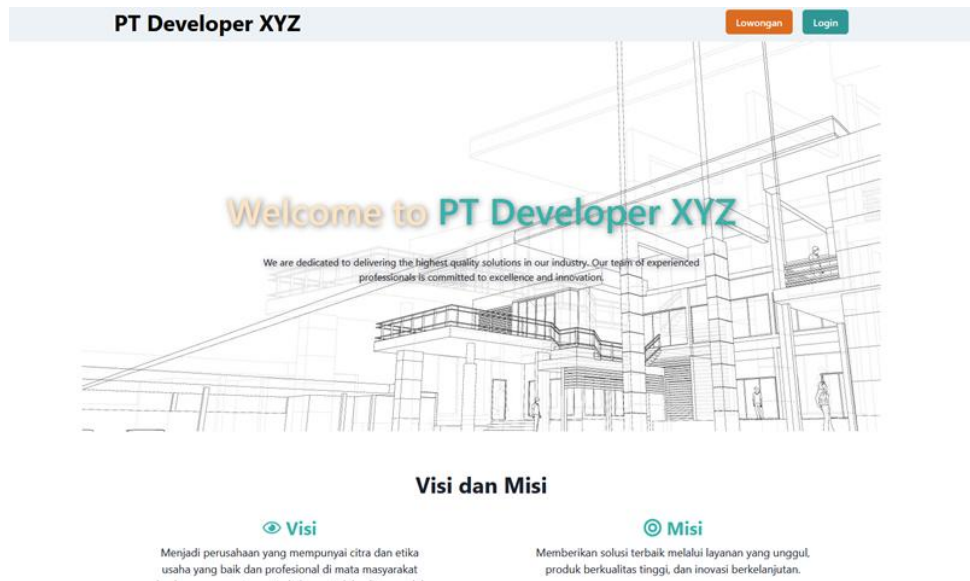 PT Developer XYZ
Lowongan
Login
Welcome to PT Developer XYZ
We are dedicated to delivering the highest quality solutions in our industry. Our team of experienced
professionals is committed to excellence and innovation.
Visi dan Misi
Visi
Misi
Menjadi perusahaan yang mempunyai citra dan etika
usaha yang baik dan profesional di mata masyarakat
Memberikan solusi terbaik melalui layanan yang unggul,
produk berkualitas tinggi, dan inovasi berkelanjutan.